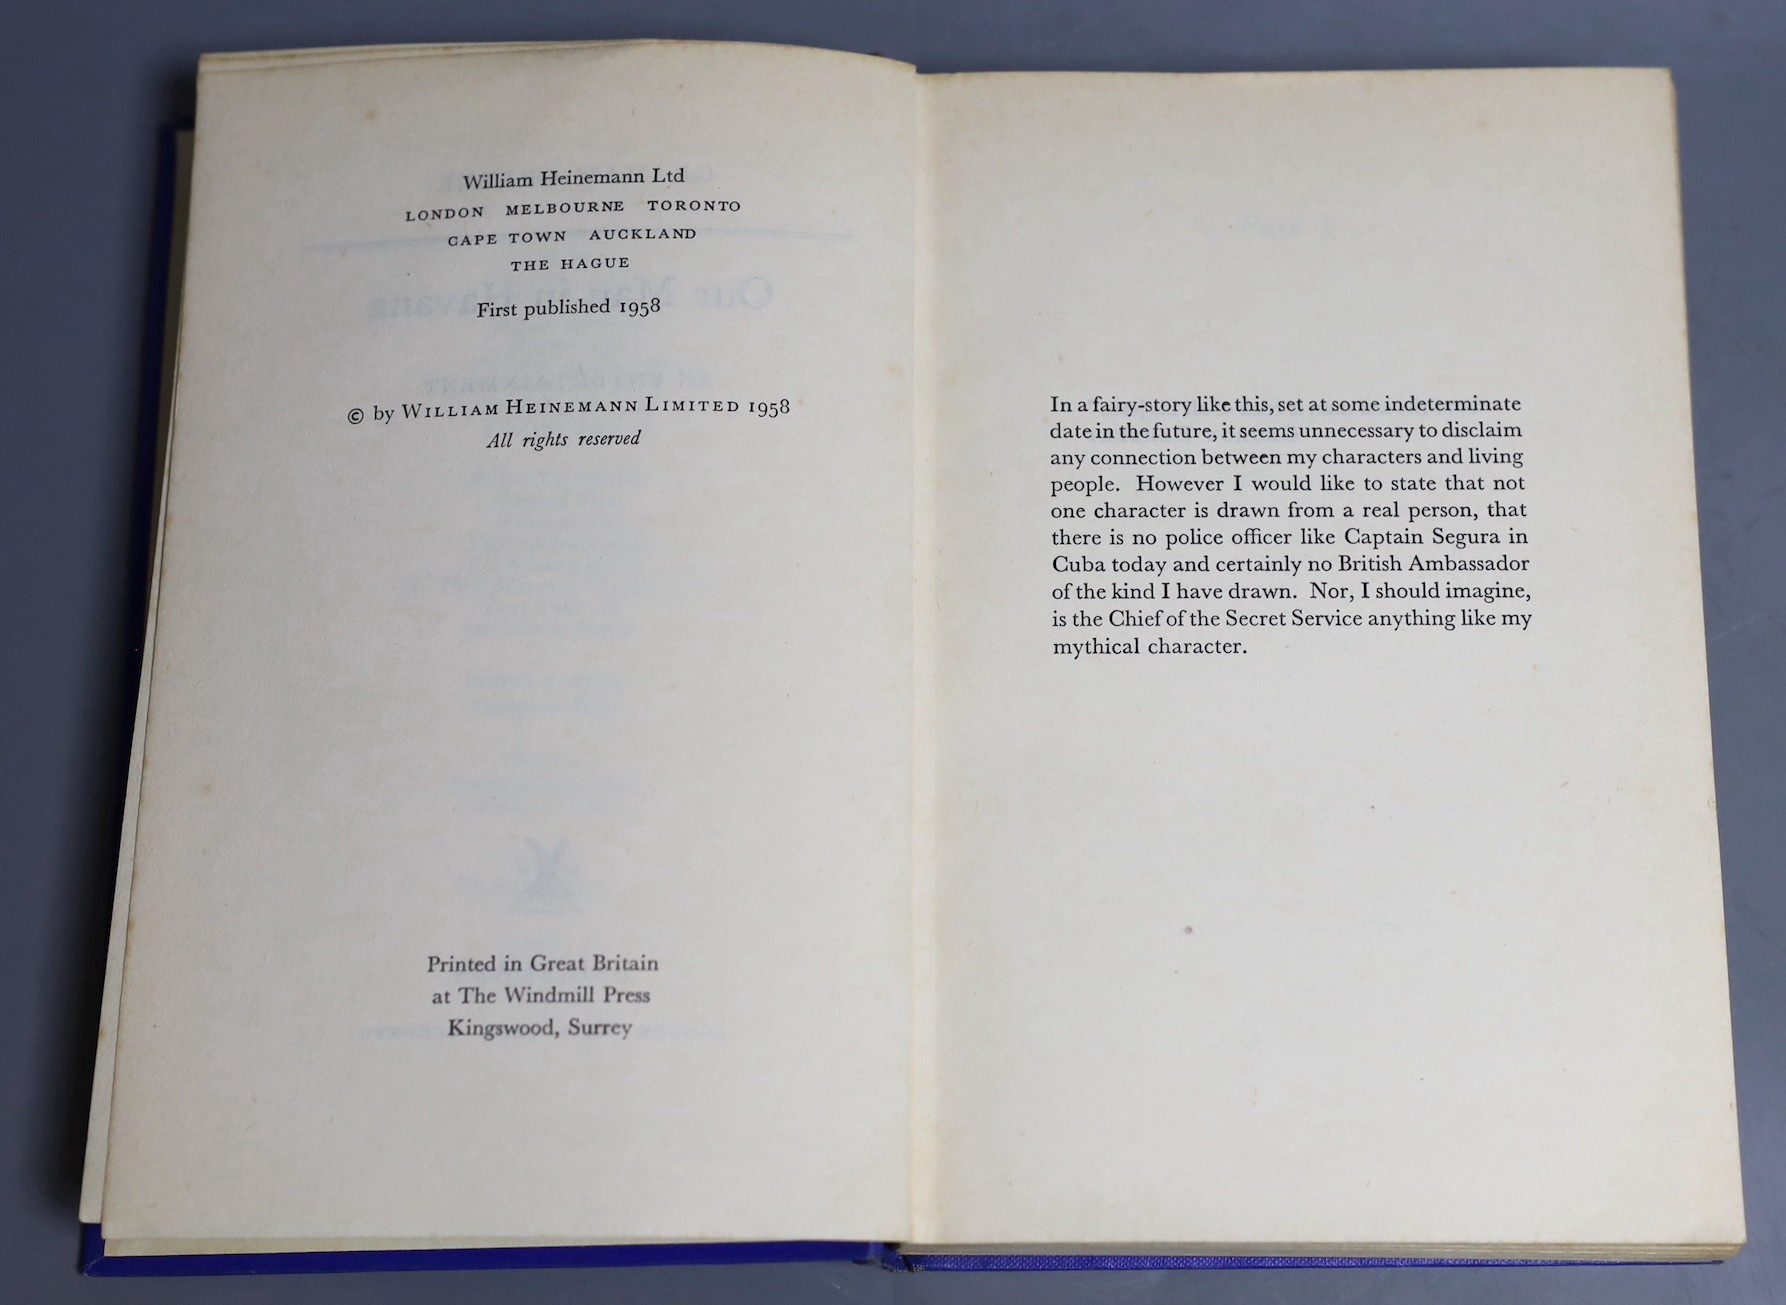 William Heinemann Ltd
LONDON MELBOURNE TORONTO
CAPE TOWN AUCKLAND
THE HAGUE
First published 1958
© by WILLIAM HEINEMANN LIMITED 1958
All rights reserved
Printed in Great Britain
at The Windmill Press
Kingswood, Surrey
In a fairy-story like this, set at some indeterminate
date in the future, it seems unnecessary to disclaim
any connection between my characters and living
people. However I would like to state that not
one character is drawn from a real person, that
there is no police officer like Captain Segura in
Cuba today and certainly no British Ambassador
of the kind I have drawn. Nor, I should imagine,
is the Chief of the Secret Service anything like my
mythical character.